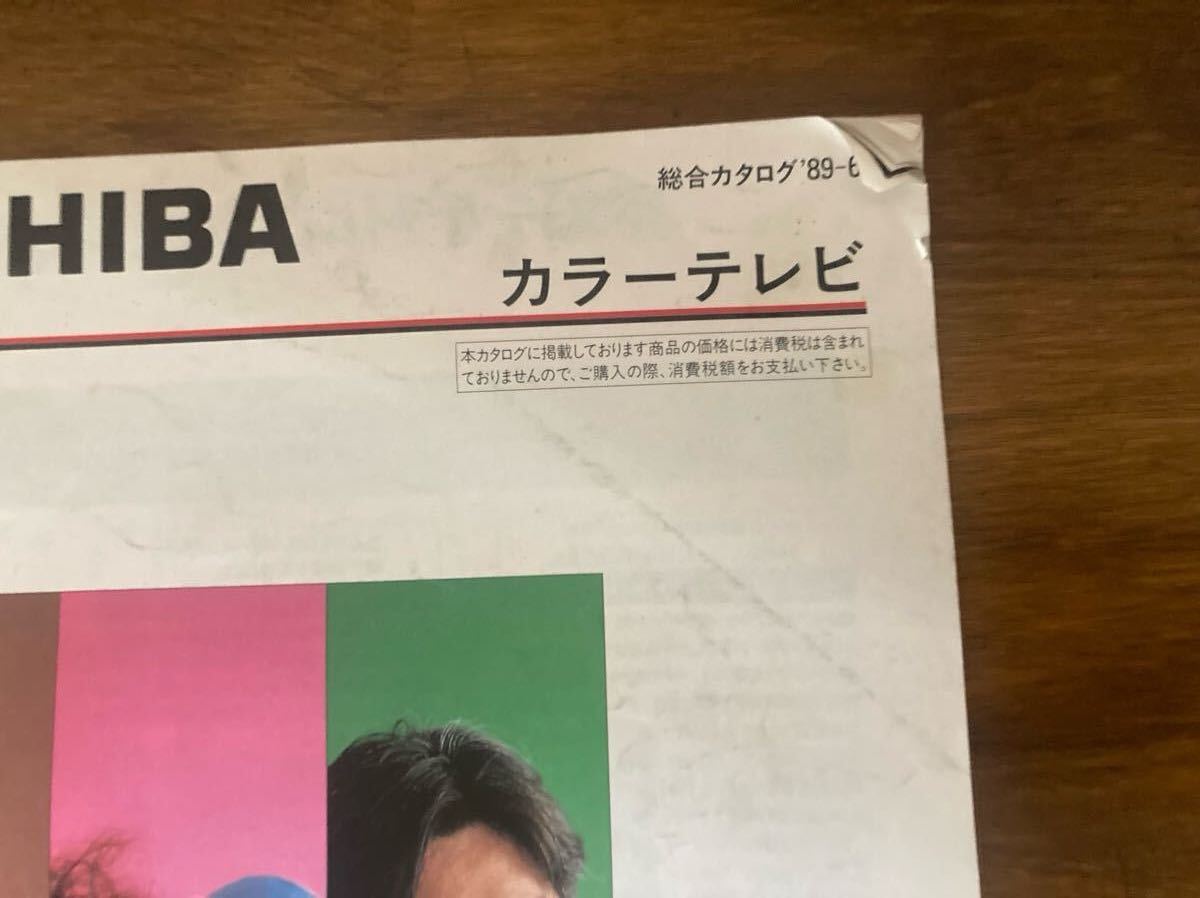 HIBA
総合カタログ'89-6
カラーテレビ
本カタログに掲載しております商品の価格には消費税は含まれ
ておりませんので、ご購入の際、消費税額をお支払い下さい。